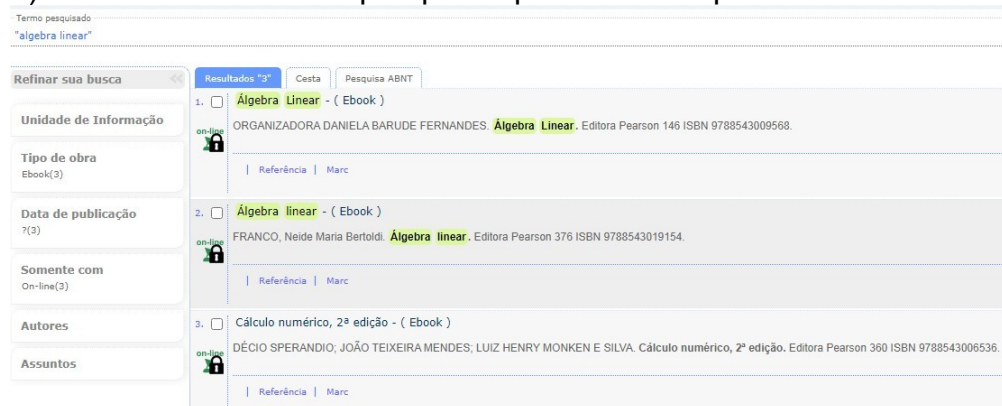 Termo pesquisado
"algebra linear"
Refinar sua busca
Unidade de Informação
Tipo de obra
Ebook(3)
Data de publicação
?(3)
Somente com
On-line(3)
Autores
Assuntos
Resultados "3" Cesta Pesquisa ABNT
1. Álgebra Linear - ( Ebook )
on-line
ORGANIZADORA DANIELA BARUDE FERNANDES. Álgebra Linear. Editora Pearson 146 ISBN 9788543009568.
| Referência | Marc
2. Álgebra linear - ( Ebook )
on-line
FRANCO, Neide Maria Bertoldi. Álgebra linear. Editora Pearson 376 ISBN 9788543019154.
| Referência | Marc
3. Cálculo numérico, 2ª edição - ( Ebook )
on-line
DÉCIO SPERANDIO; JOÃO TEIXEIRA MENDES; LUIZ HENRY MONKEN E SILVA. Cálculo numérico, 2ª edição. Editora Pearson 360 ISBN 9788543006536.
| Referência | Marc